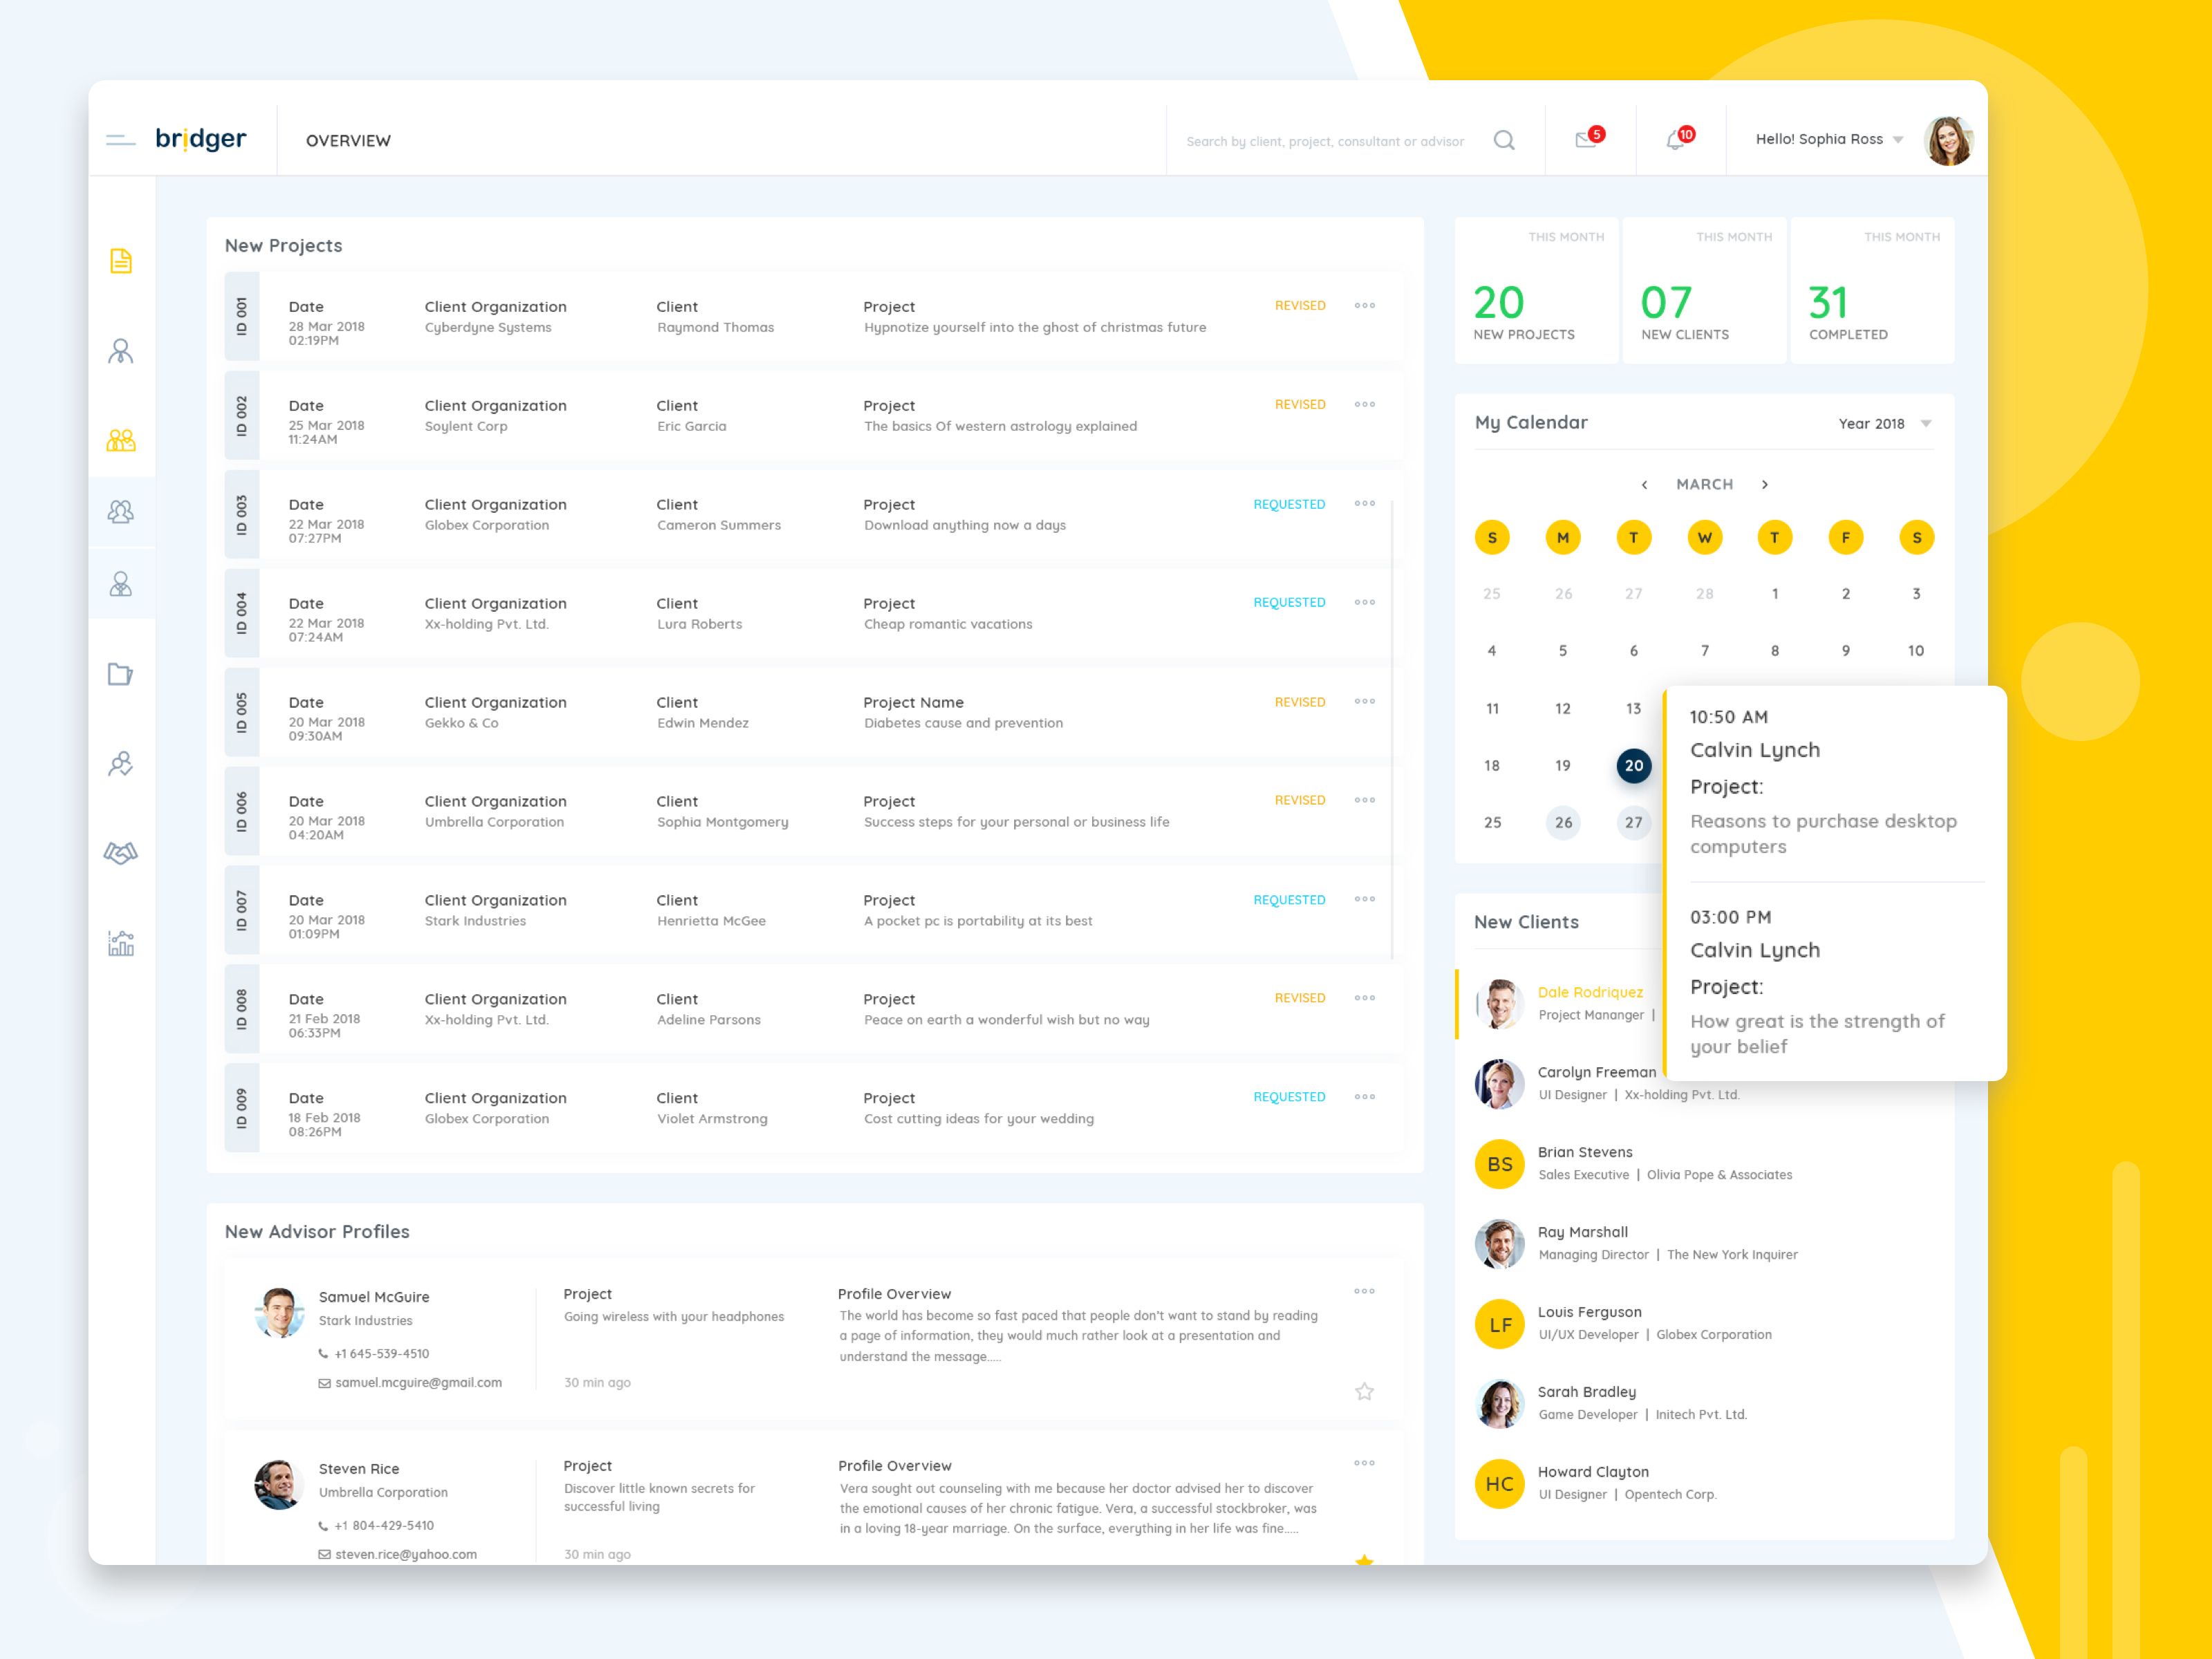 bridger
OVERVIEW
Search by client, project, consultant or advisor
5
10
Hello! Sophia Ross
New Projects
ID 001
Date
Client Organization
Client
Project
REVISED
28 Mar 2018
Cyberdyne Systems
Raymond Thomas
Hypnotize yourself into the ghost of christmas future
02:19PM
ID 002
Date
Client Organization
Client
Project
REVISED
25 Mar 2018
Soylent Corp
Eric Garcia
The basics Of western astrology explained
11:24AM
ID 003
Date
Client Organization
Client
Project
REQUESTED
22 Mar 2018
Globex Corporation
Cameron Summers
Download anything now a days
07:27PM
ID 004
Date
Client Organization
Client
Project
REQUESTED
22 Mar 2018
Xx-holding Pvt. Ltd.
Lura Roberts
Cheap romantic vacations
07:24AM
ID 005
Date
Client Organization
Client
Project Name
REVISED
20 Mar 2018
Gekko & Co
Edwin Mendez
Diabetes cause and prevention
09:30AM
ID 006
Date
Client Organization
Client
Project
REVISED
20 Mar 2018
Umbrella Corporation
Sophia Montgomery
Success steps for your personal or business life
04:20AM
ID 007
Date
Client Organization
Client
Project
REQUESTED
20 Mar 2018
Stark Industries
Henrietta McGee
A pocket pc is portability at its best
01:09PM
ID 008
Date
Client Organization
Client
Project
REVISED
21 Feb 2018
Xx-holding Pvt. Ltd.
Adeline Parsons
Peace on earth a wonderful wish but no way
06:33PM
ID 009
Date
Client Organization
Client
Project
REQUESTED
18 Feb 2018
Globex Corporation
Violet Armstrong
Cost cutting ideas for your wedding
08:26PM
New Advisor Profiles
Samuel McGuire
Stark Industries
+1 645-539-4510
samuel.mcguire@gmail.com
Project
Going wireless with your headphones
30 min ago
Profile Overview
The world has become so fast paced that people don't want to stand by reading
a page of information, they would much rather look at a presentation and
understand the message.....
Steven Rice
Umbrella Corporation
+1 804-429-5410
steven.rice@yahoo.com
Project
Discover little known secrets for
successful living
30 min ago
Profile Overview
Vera sought out counseling with me because her doctor advised her to discover
the emotional causes of her chronic fatigue. Vera, a successful stockbroker, was
in a loving 18-year marriage. On the surface, everything in her life was fine.....
THIS MONTH
20
NEW PROJECTS
THIS MONTH
07
NEW CLIENTS
THIS MONTH
31
COMPLETED
My Calendar
Year 2018
‹ MARCH ›
S M T W T F S
25 26 27 28 1 2 3
4 5 6 7 8 9 10
11 12 13
18 19 20
25 26 27
10:50 AM
Calvin Lynch
Project:
Reasons to purchase desktop
computers
03:00 PM
Calvin Lynch
Project:
How great is the strength of
your belief
New Clients
Dale Rodriquez
Project Mananger |
Carolyn Freeman
UI Designer | Xx-holding Pvt. Ltd.
BS
Brian Stevens
Sales Executive | Olivia Pope & Associates
Ray Marshall
Managing Director | The New York Inquirer
LF
Louis Ferguson
UI/UX Developer | Globex Corporation
Sarah Bradley
Game Developer | Initech Pvt. Ltd.
HC
Howard Clayton
UI Designer | Opentech Corp.